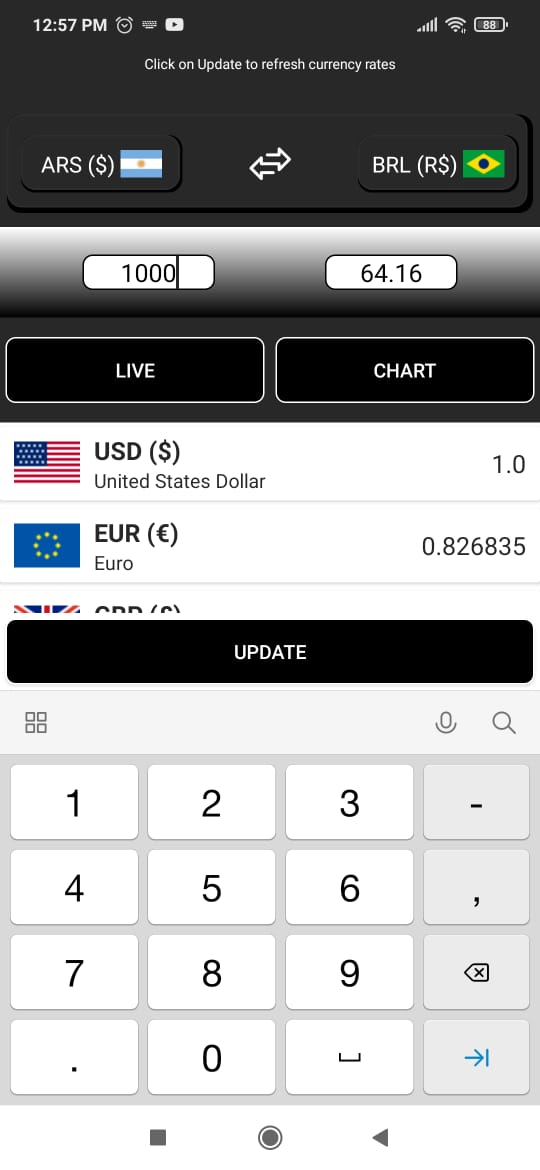 12:57 PM
88
Click on Update to refresh currency rates
ARS ($)
BRL (R$)
1000
64.16
LIVE
CHART
USD ($)
United States Dollar
1.0
EUR (€)
Euro
0.826835
GBP (£)
UPDATE
1 2 3 -
4 5 6 ,
7 8 9
. 0